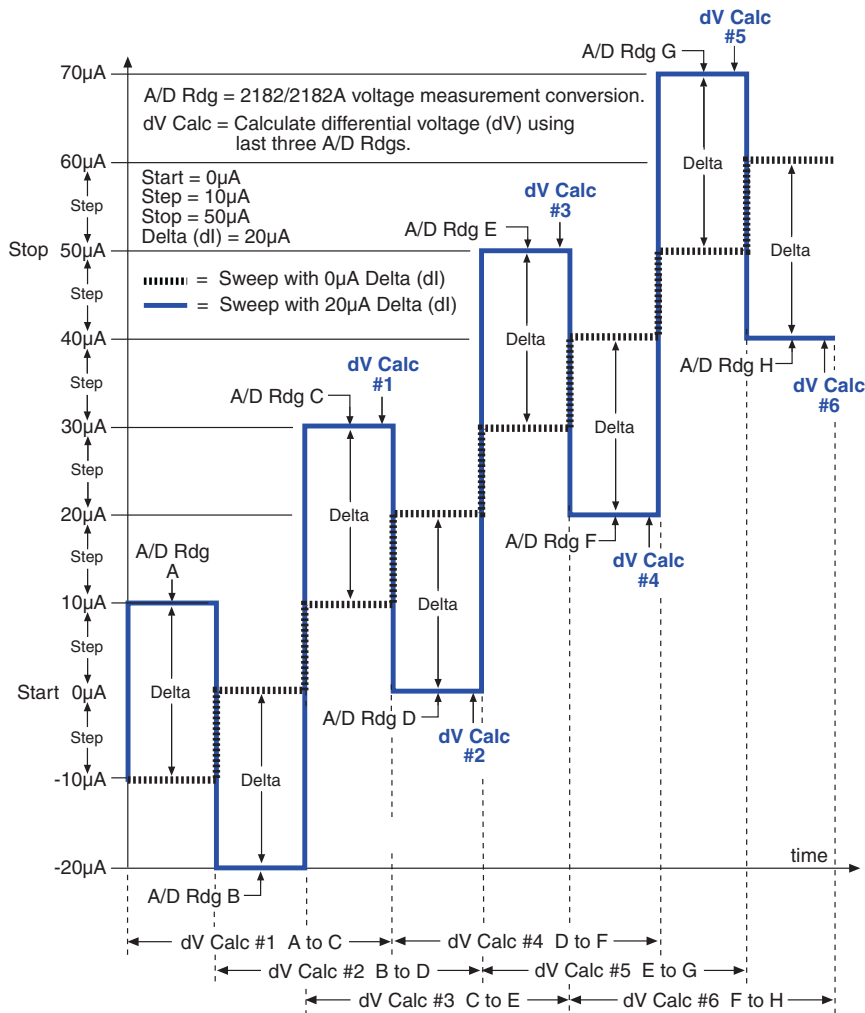 dV Calc
#5
A/D Rdg G
70µA
A/D Rdg = 2182/2182A voltage measurement conversion.
dV Calc = Calculate differential voltage (dV) using
last three A/D Rdgs.
Delta
60µA
Start = 0µA
Step = 10µA
Stop = 50µA
Delta (dI) = 20µA
Step
dV Calc
#3
Delta
A/D Rdg E
Stop 50µA
= Sweep with 0µA Delta (dI)
= Sweep with 20µA Delta (dI)
Step
40µA
Delta
dV Calc
#1
A/D Rdg H
dV Calc
#6
Step
A/D Rdg C
30µA
Delta
Step
20µA
Delta
A/D Rdg F
dV Calc
#4
Step
A/D Rdg
A
10µA
Delta
Step
Start 0µA
Delta
A/D Rdg D
dV Calc
#2
Step
Delta
-10µA
time
-20µA
A/D Rdg B
dV Calc #1 A to C
dV Calc #4 D to F
dV Calc #2 B to D
dV Calc #5 E to G
dV Calc #3 C to E
dV Calc #6 F to H